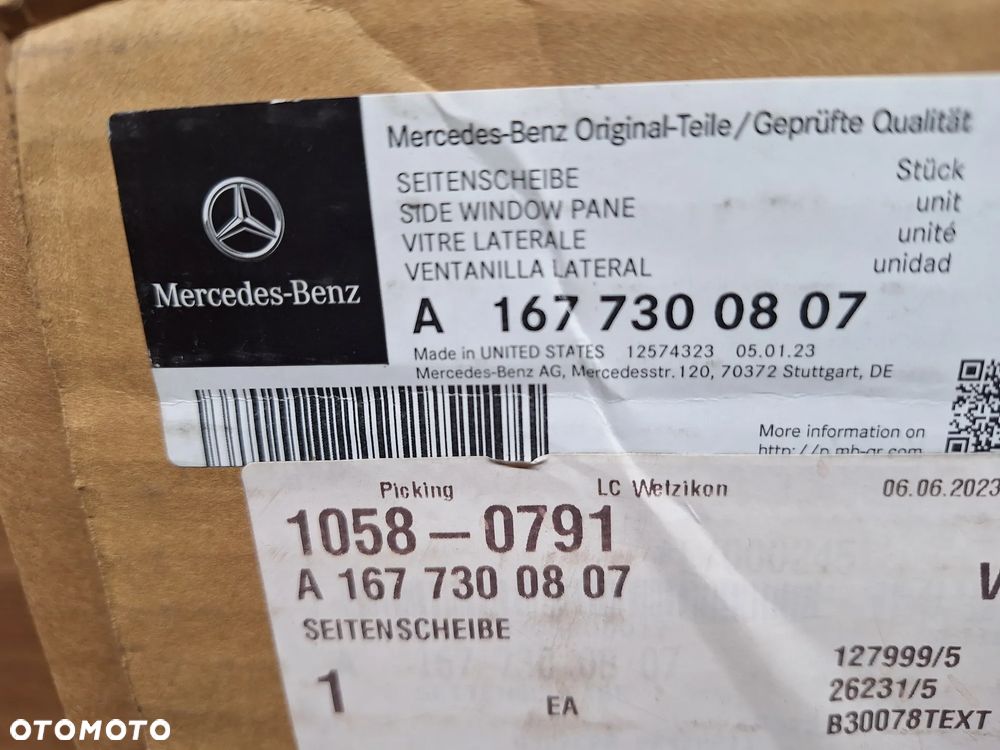 Mercedes-Benz
Mercedes-Benz Original-Teile/Geprüfte Qualität
SEITENSCHEIBE Stück
SIDE WINDOW PANE unit
VITRE LATERALE unité
VENTANILLA LATERAL unidad
A 167 730 08 07
Made in UNITED STATES 12574323 05.01.23
Mercedes-Benz AG, Mercedesstr.120, 70372 Stuttgart, DE
More information on
Picking LC Wetzikon 06.06.2023
1058-0791
A 167 730 08 07
SEITENSCHEIBE
127999/5
1 EA 26231/5
B30078TEXT
OTOMOTO